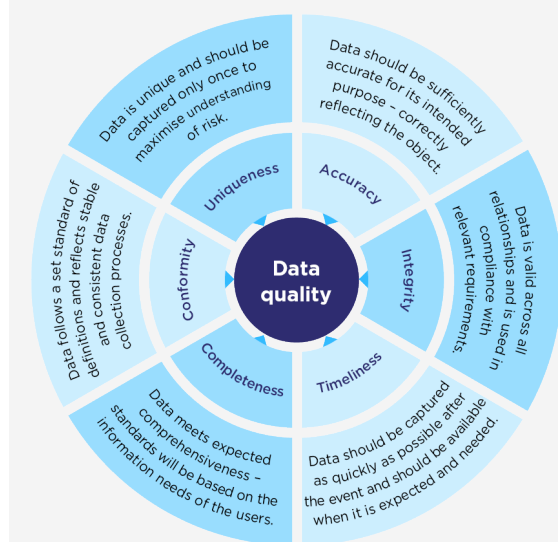 Data
quality
Accuracy
Data should be sufficiently
accurate for its intended
purpose – correctly
reflecting the object.
Integrity
Data is valid across all
relationships and is used in
compliance with
relevant requirements.
Timeliness
Data should be captured
as quickly as possible after
the event and should be available
when it is expected and needed.
Completeness
Data meets expected
comprehensiveness –
standards will be based on the
information needs of the users.
Conformity
Data follows a set standard of
definitions and reflects stable
and consistent data
collection processes.
Uniqueness
Data is unique and should be
captured only once to
maximise understanding
of risk.